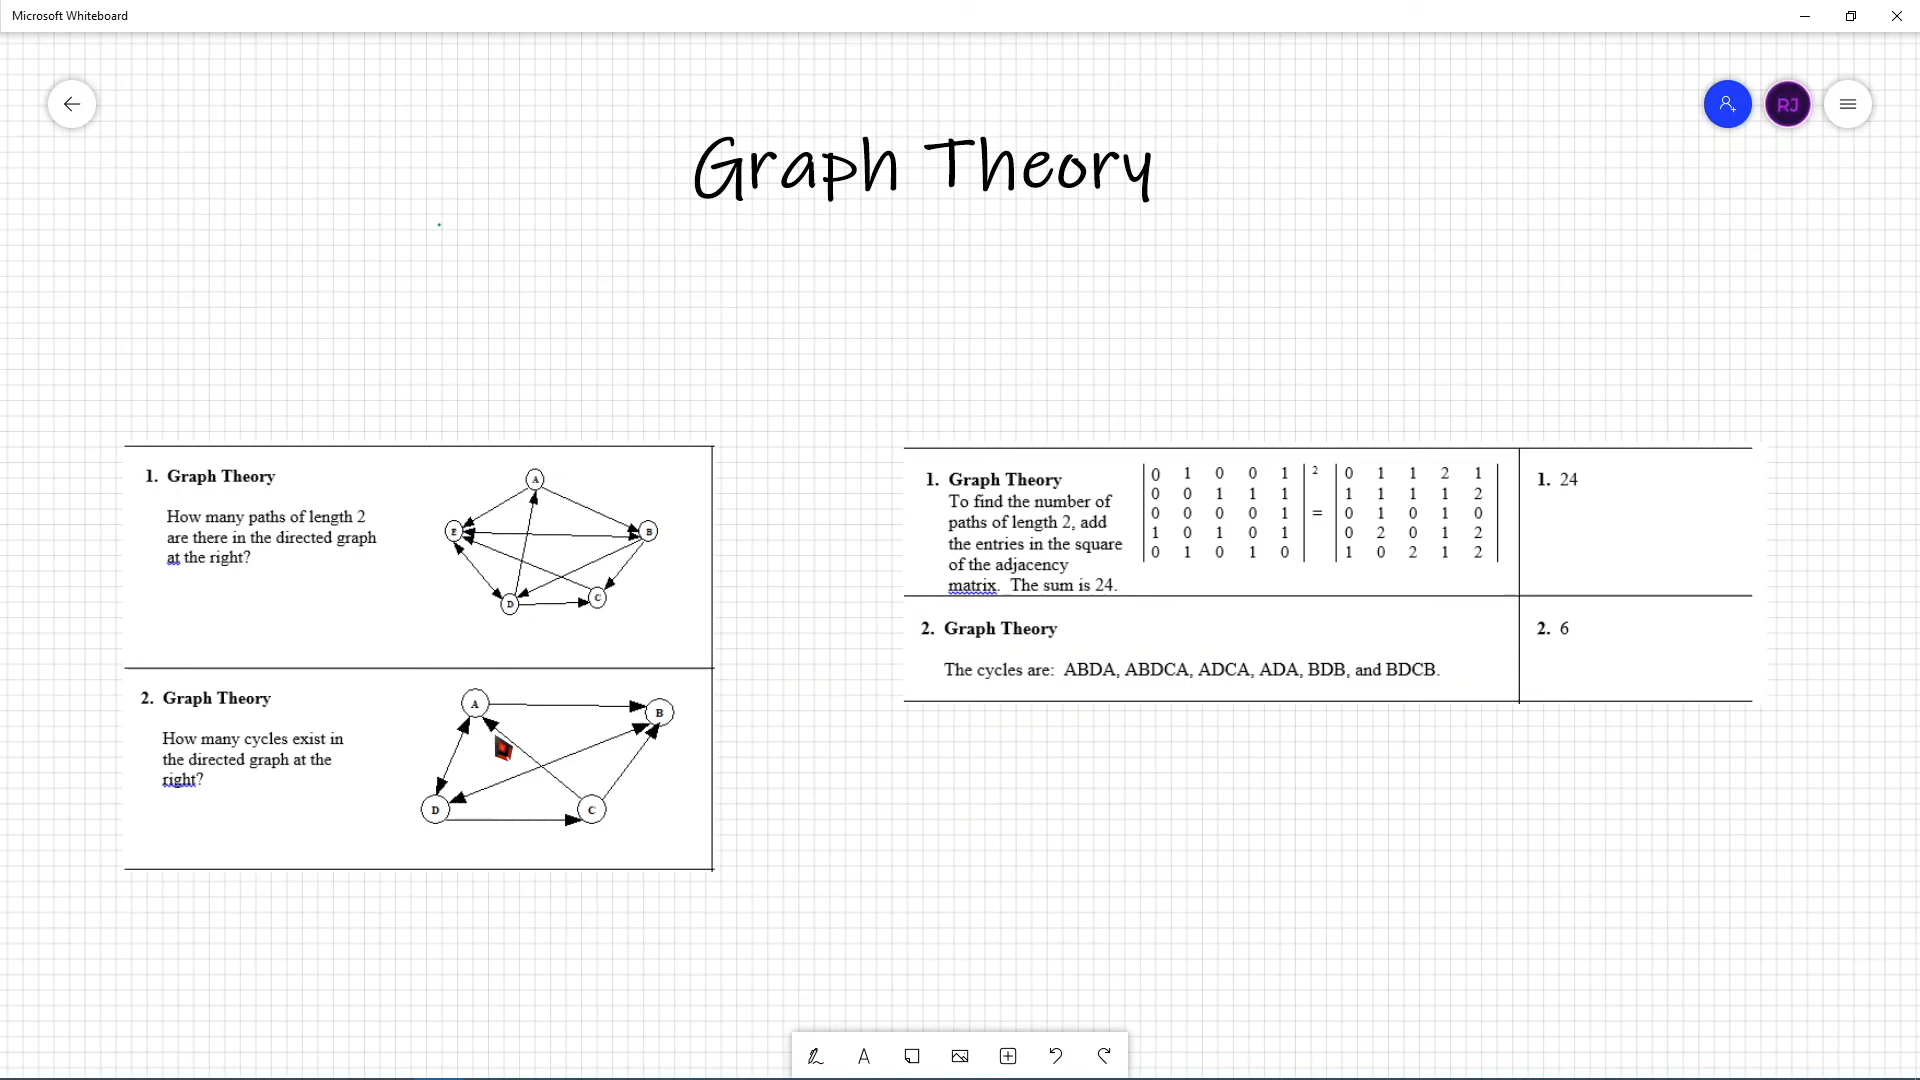 Microsoft Whiteboard
RJ
Graph Theory
1. Graph Theory
How many paths of length 2
are there in the directed graph
at the right?
A
E
B
D
C
2. Graph Theory
How many cycles exist in
the directed graph at the
right?
A
B
D
C
1. Graph Theory
To find the number of
paths of length 2, add
the entries in the square
of the adjacency
matrix. The sum is 24.
0 1 0 0 1 2 0 1 1 2 1
0 0 1 1 1 1 1 1 1 2
0 0 0 0 1 = 0 1 0 1 0
1 0 1 0 1 0 2 0 1 2
0 1 0 1 0 1 0 2 1 2
1. 24
2. Graph Theory
The cycles are: ABDA, ABDCA, ADCA, ADA, BDB, and BDCB.
2. 6